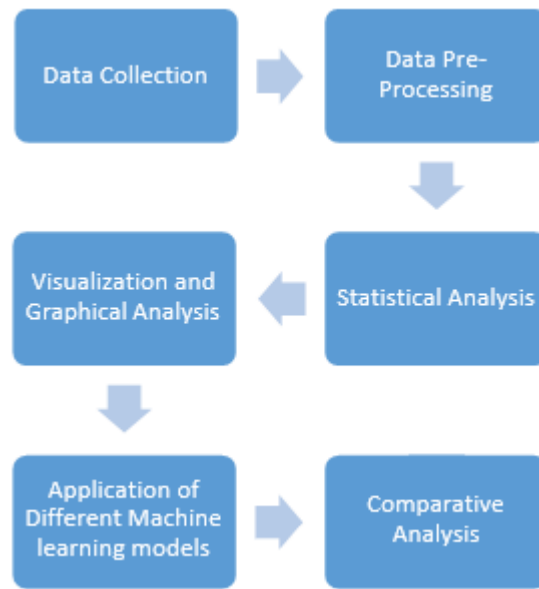 Data Collection
Data Pre-
Processing
Statistical Analysis
Visualization and
Graphical Analysis
Application of
Different Machine
learning models
Comparative
Analysis